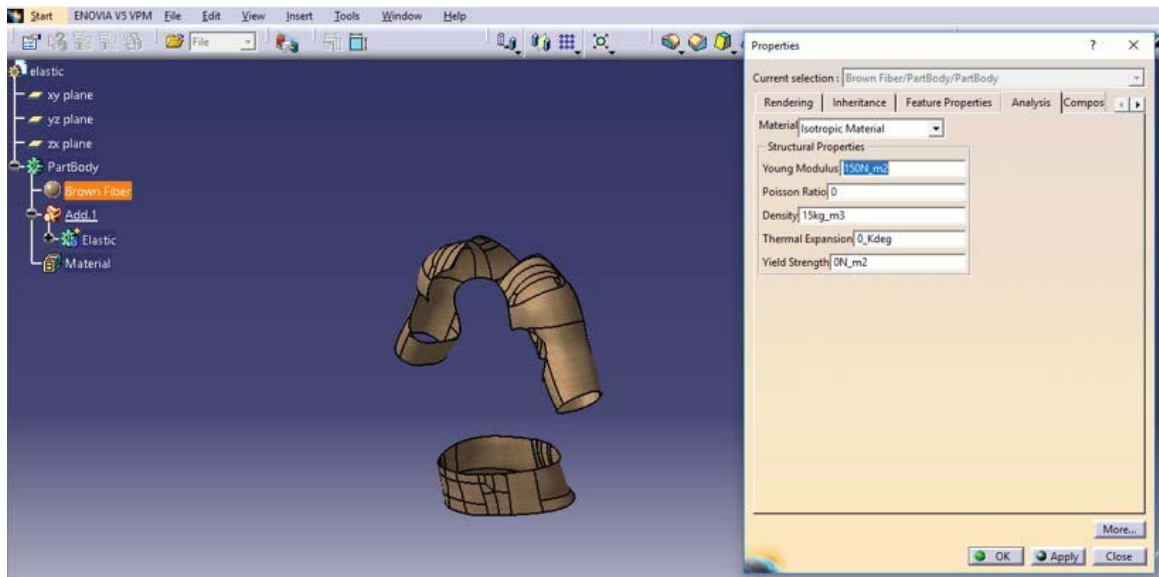 Start ENOVIA V5 VPM File Edit View Insert Tools Window Help
File
elastic
xy plane
yz plane
zx plane
PartBody
Brown Fiber
Add.1
Elastic
Material
Properties ? X
Current selection : Brown Fiber/PartBody/PartBody
Rendering Inheritance Feature Properties Analysis Compos
Material Isotropic Material
Structural Properties
Young Modulus 150N_m2
Poisson Ratio 0
Density 15kg_m3
Thermal Expansion 0_Kdeg
Yield Strength 0N_m2
More...
OK Apply Close